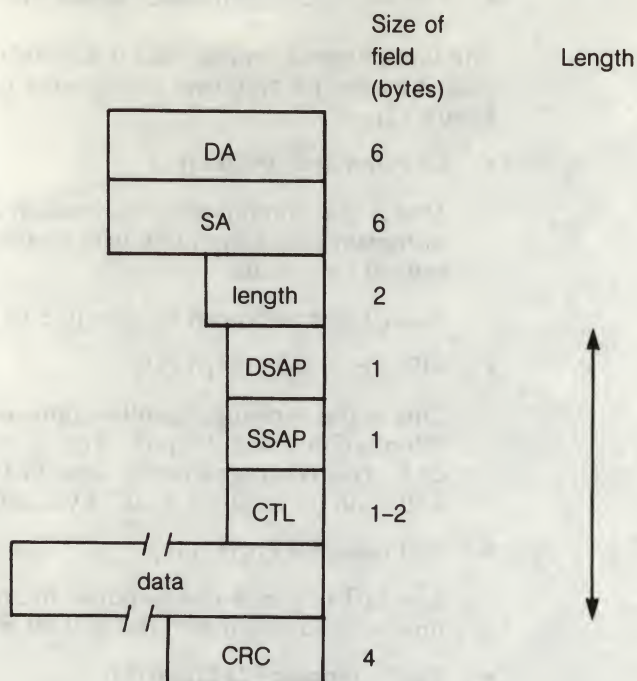 Size of
field
(bytes)
Length
DA 6
SA 6
length 2
DSAP 1
SSAP 1
CTL 1–2
data
CRC 4